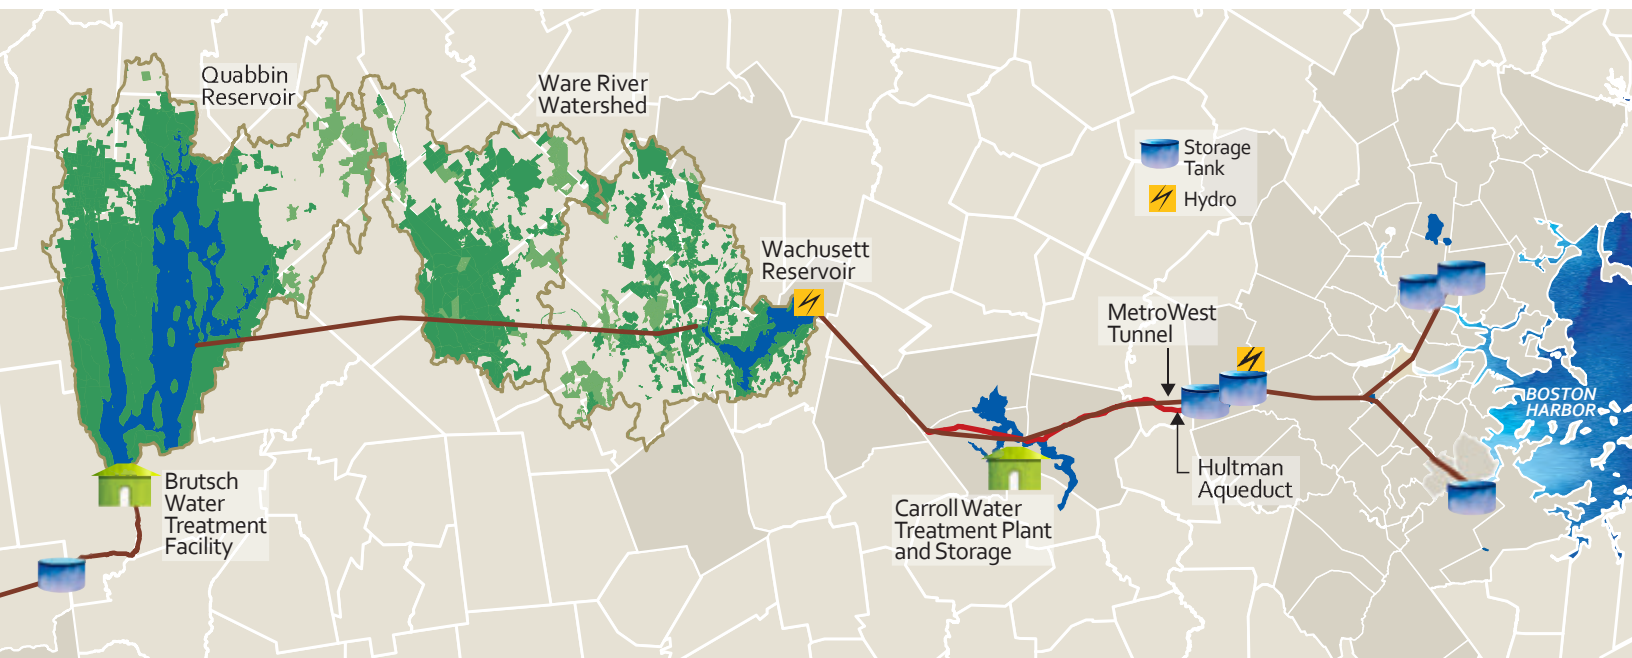 Quabbin
Reservoir
Ware River
Watershed
Storage
Tank
Hydro
Wachusett
Reservoir
MetroWest
Tunnel
BOSTON
HARBOR
Hultman
Aqueduct
Brutsch
Water
Treatment
Facility
Carroll Water
Treatment Plant
and Storage